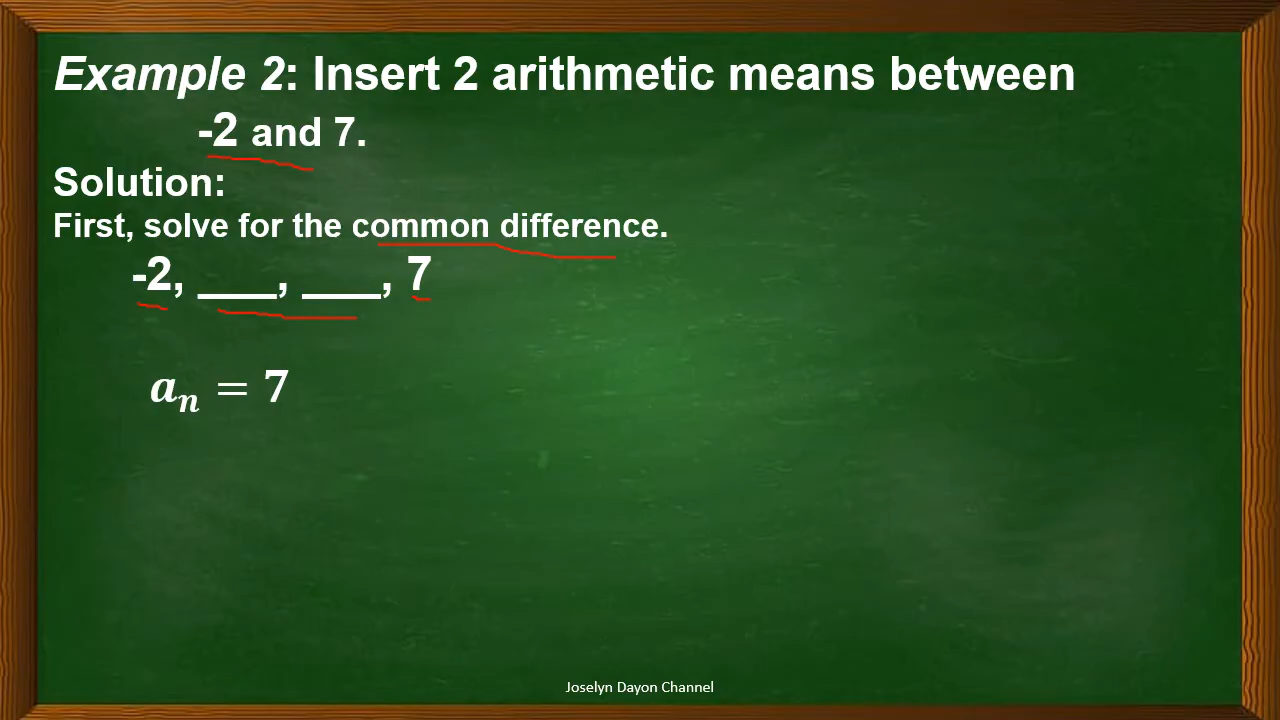 Example 2: Insert 2 arithmetic means between
-2 and 7.
Solution:
First, solve for the common difference.
-2, ___, ___, 7
aₙ = 7
Joselyn Dayon Channel